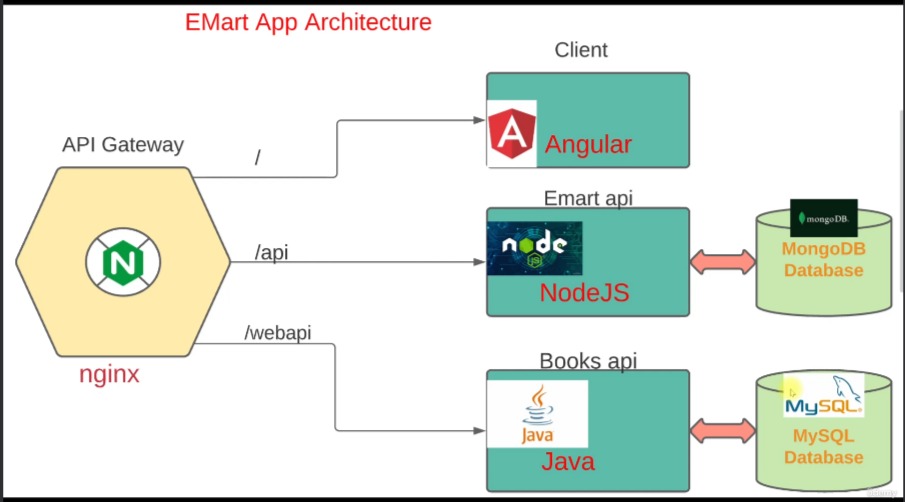 EMart App Architecture
Client
API Gateway
/
Angular
Emart api
/api
node
JS
NodeJS
mongoDB.
MongoDB
Database
/webapi
nginx
N
Books api
Java
Java
MySQL
MySQL
Database